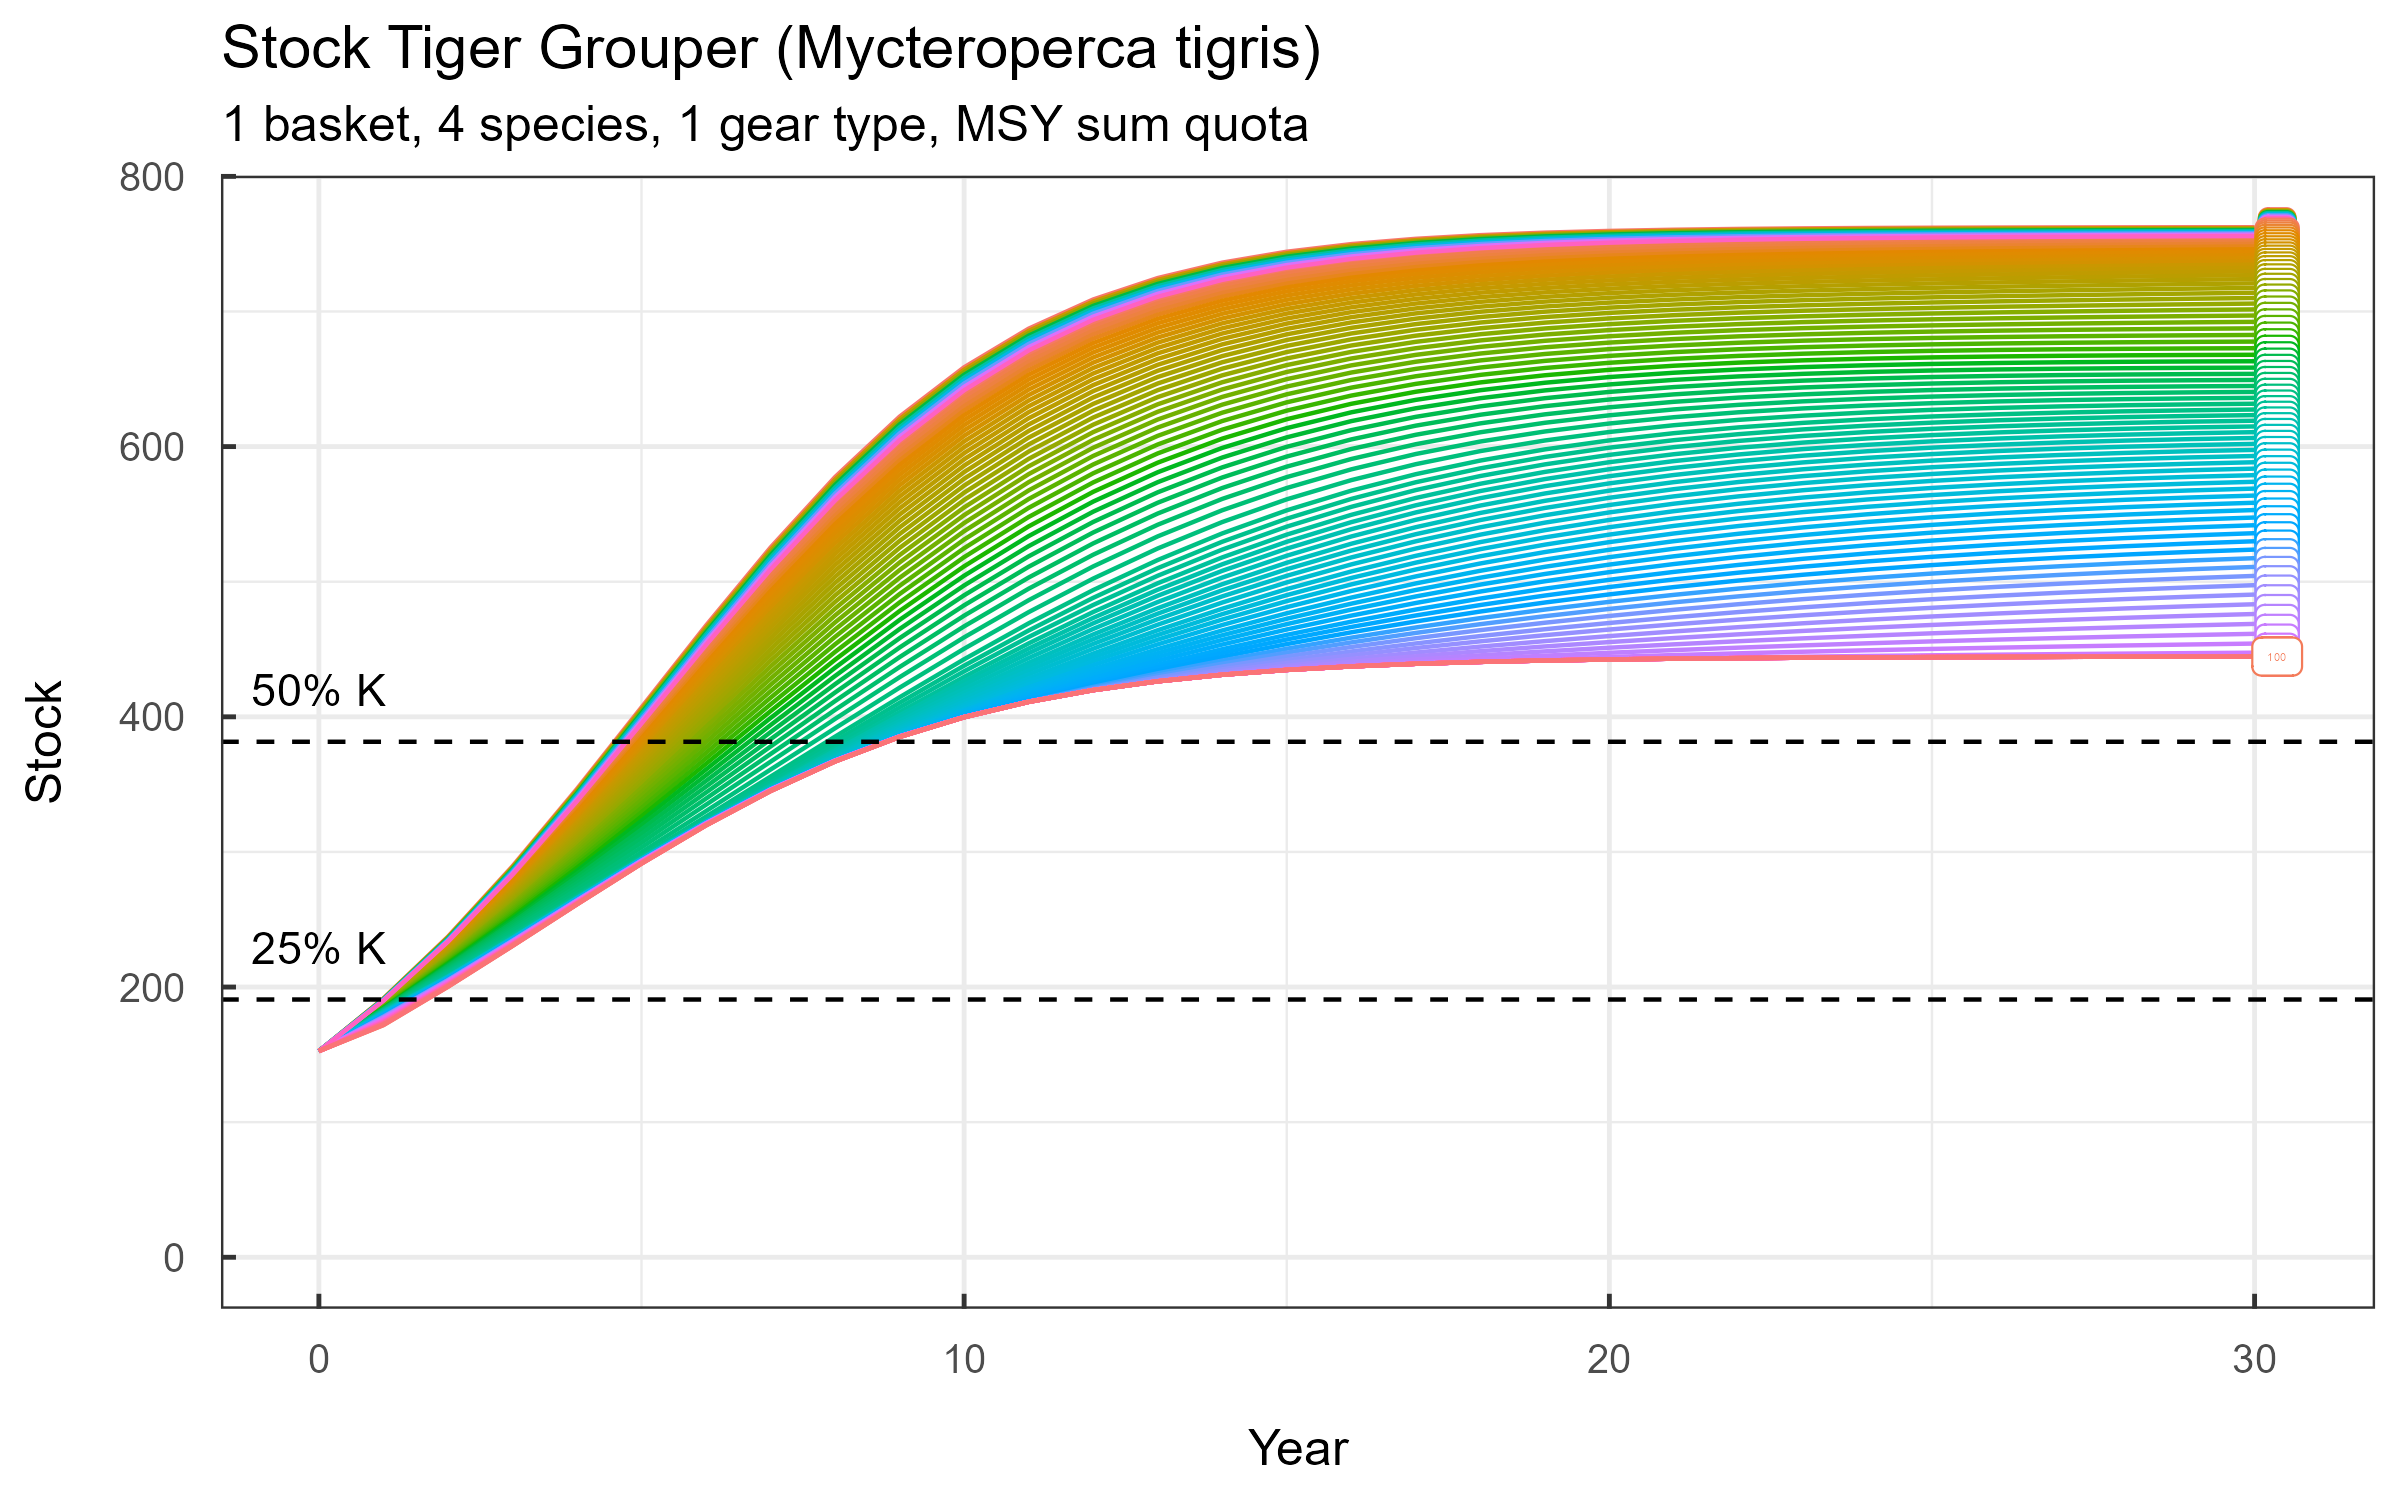 Stock Tiger Grouper (Mycteroperca tigris)
1 basket, 4 species, 1 gear type, MSY sum quota
800
600
400
200
0
Stock
50% K
25% K
100
0
10
20
30
Year